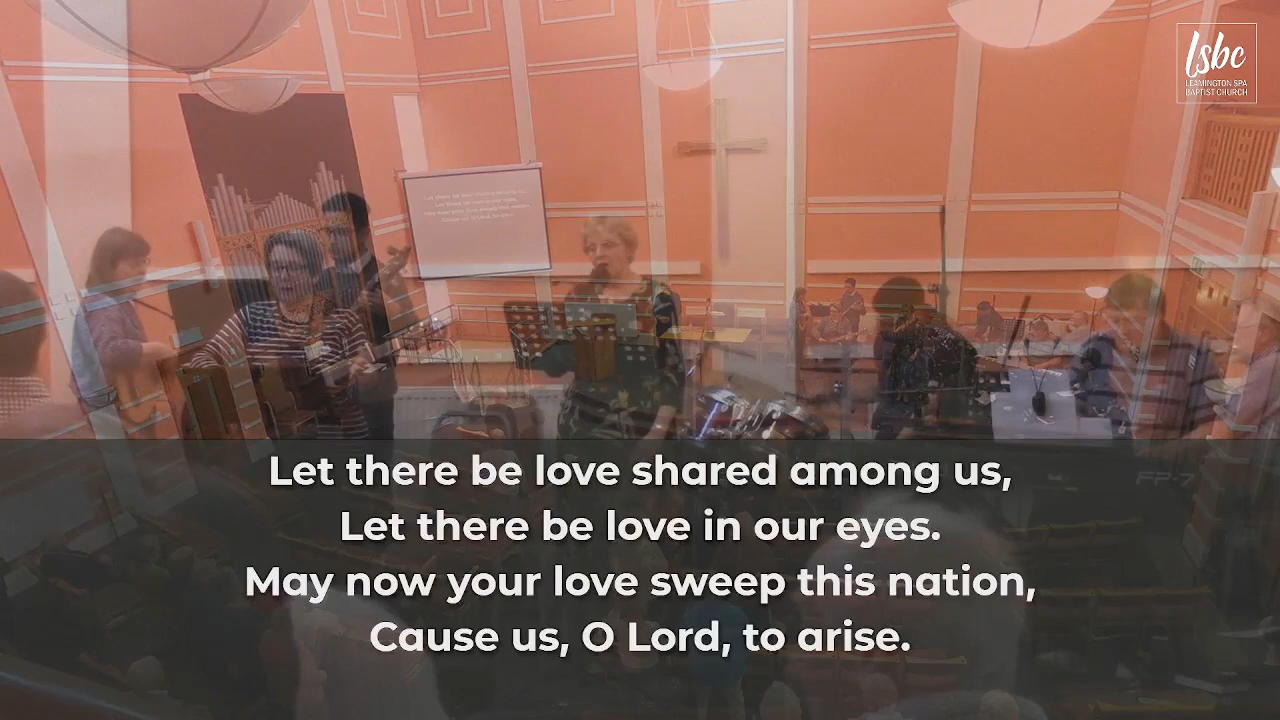 lsbc
LEAMINGTON SPA
BAPTIST CHURCH
Let there be love shared among us,
Let there be love in our eyes.
May now your love sweep this nation,
Cause us, O Lord, to arise.
FP-7